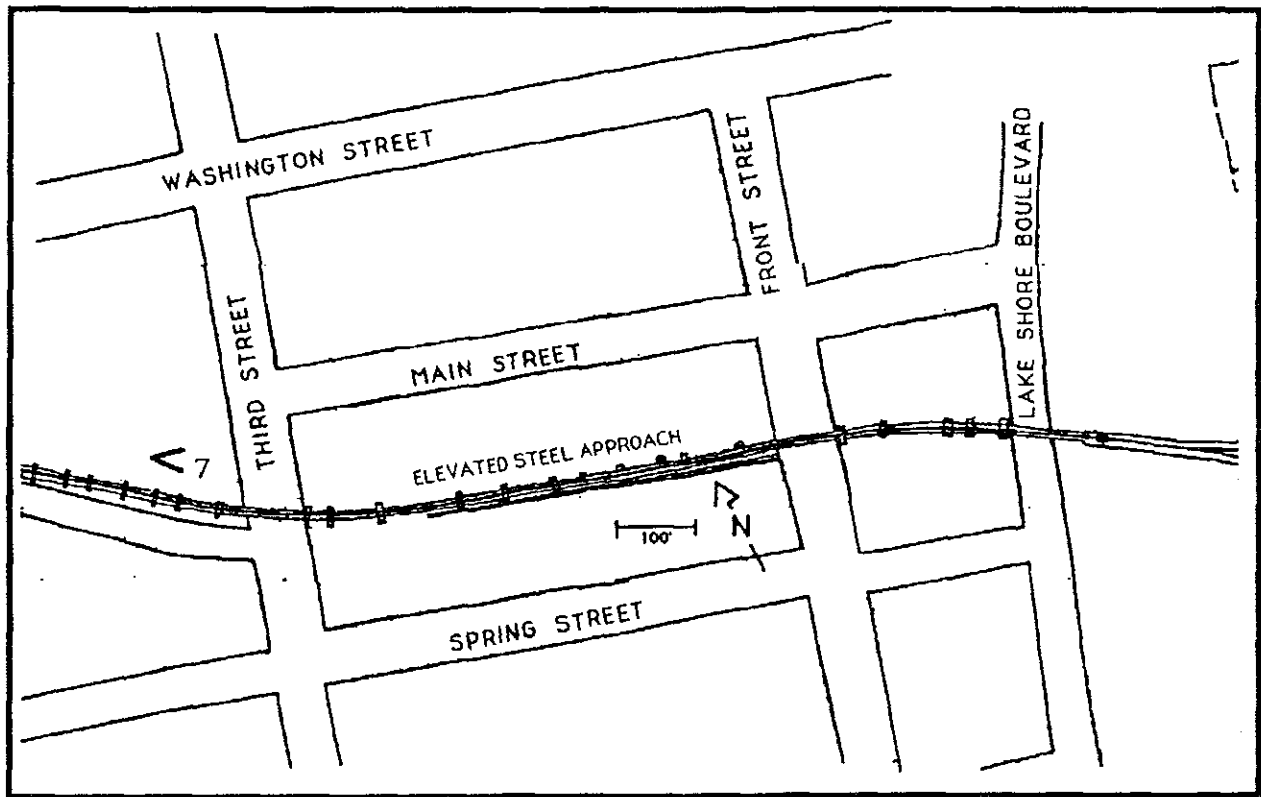 WASHINGTON STREET
FRONT STREET
LAKE SHORE BOULEVARD
THIRD STREET
MAIN STREET
ELEVATED STEEL APPROACH
7
100'
N
SPRING STREET